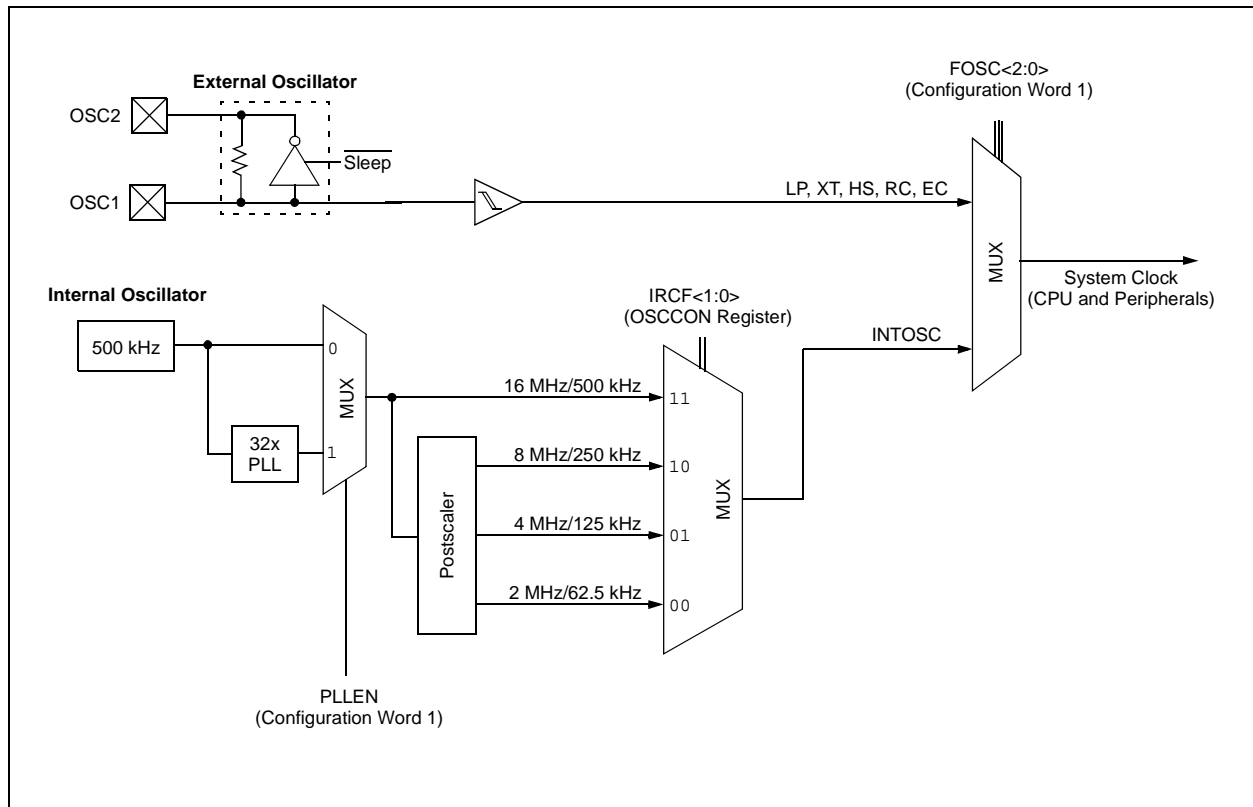 FOSC<2:0>
(Configuration Word 1)
External Oscillator
OSC2
Sleep
OSC1
LP, XT, HS, RC, EC
MUX
System Clock
(CPU and Peripherals)
Internal Oscillator
500 kHz
0
MUX
1
32x
PLL
IRCF<1:0>
(OSCCON Register)
INTOSC
16 MHz/500 kHz
11
8 MHz/250 kHz
10
4 MHz/125 kHz
01
2 MHz/62.5 kHz
00
Postscaler
MUX
PLLEN
(Configuration Word 1)